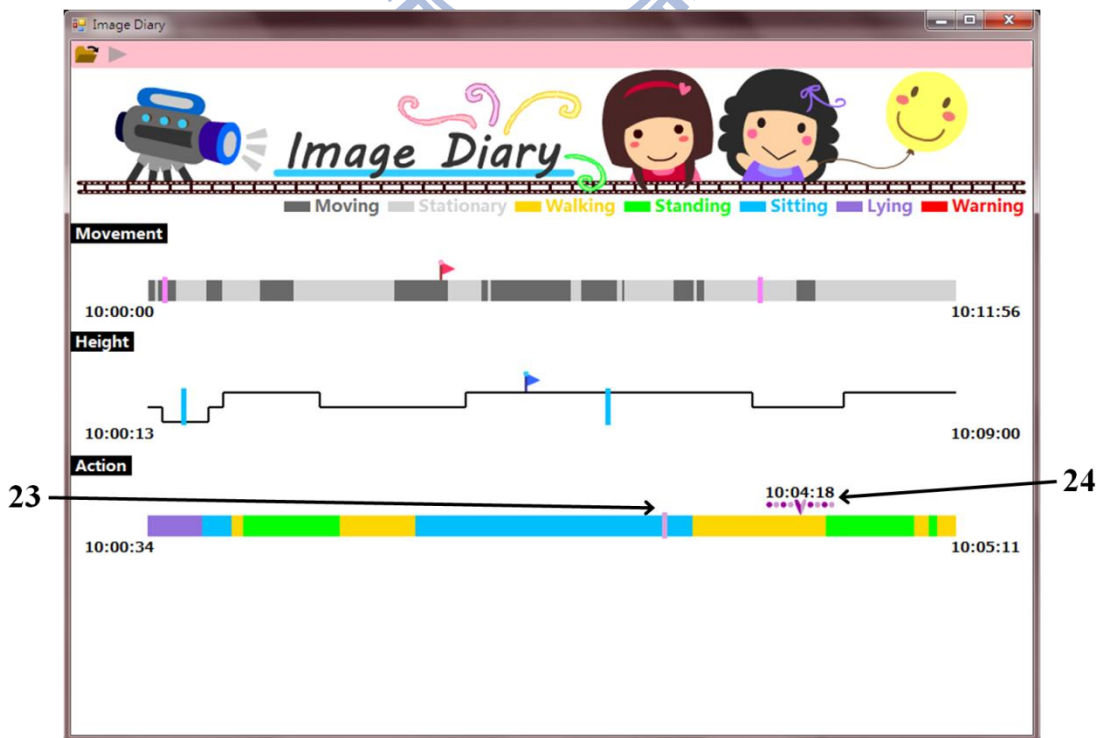 Image Diary
Image Diary
Moving Stationary Walking Standing Sitting Lying Warning
Movement
10:00:00 10:11:56
Height
10:00:13 10:09:00
Action
23 10:04:18 24
10:00:34 10:05:11